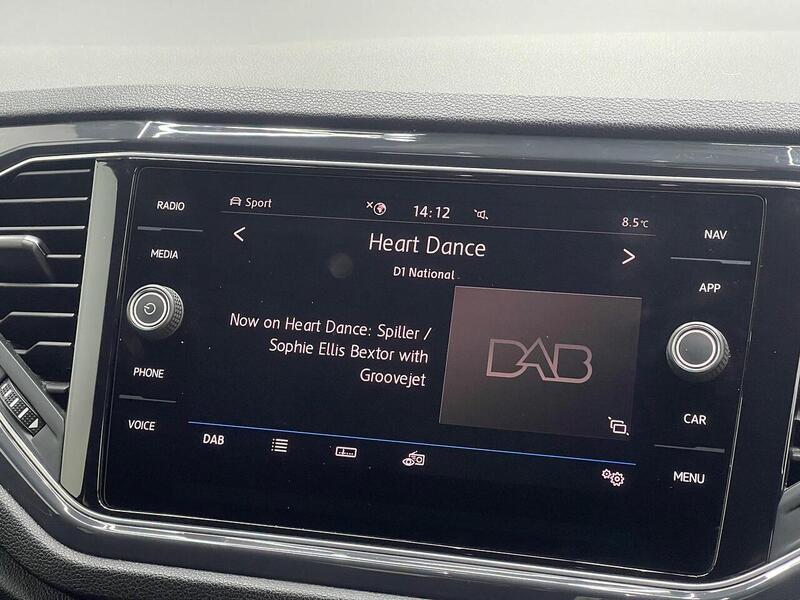 RADIO
MEDIA
PHONE
VOICE
Sport
14:12
8.5°C
Heart Dance
D1 National
Now on Heart Dance: Spiller /
Sophie Ellis Bextor with
Groovejet
DAB
DAB
NAV
APP
CAR
MENU